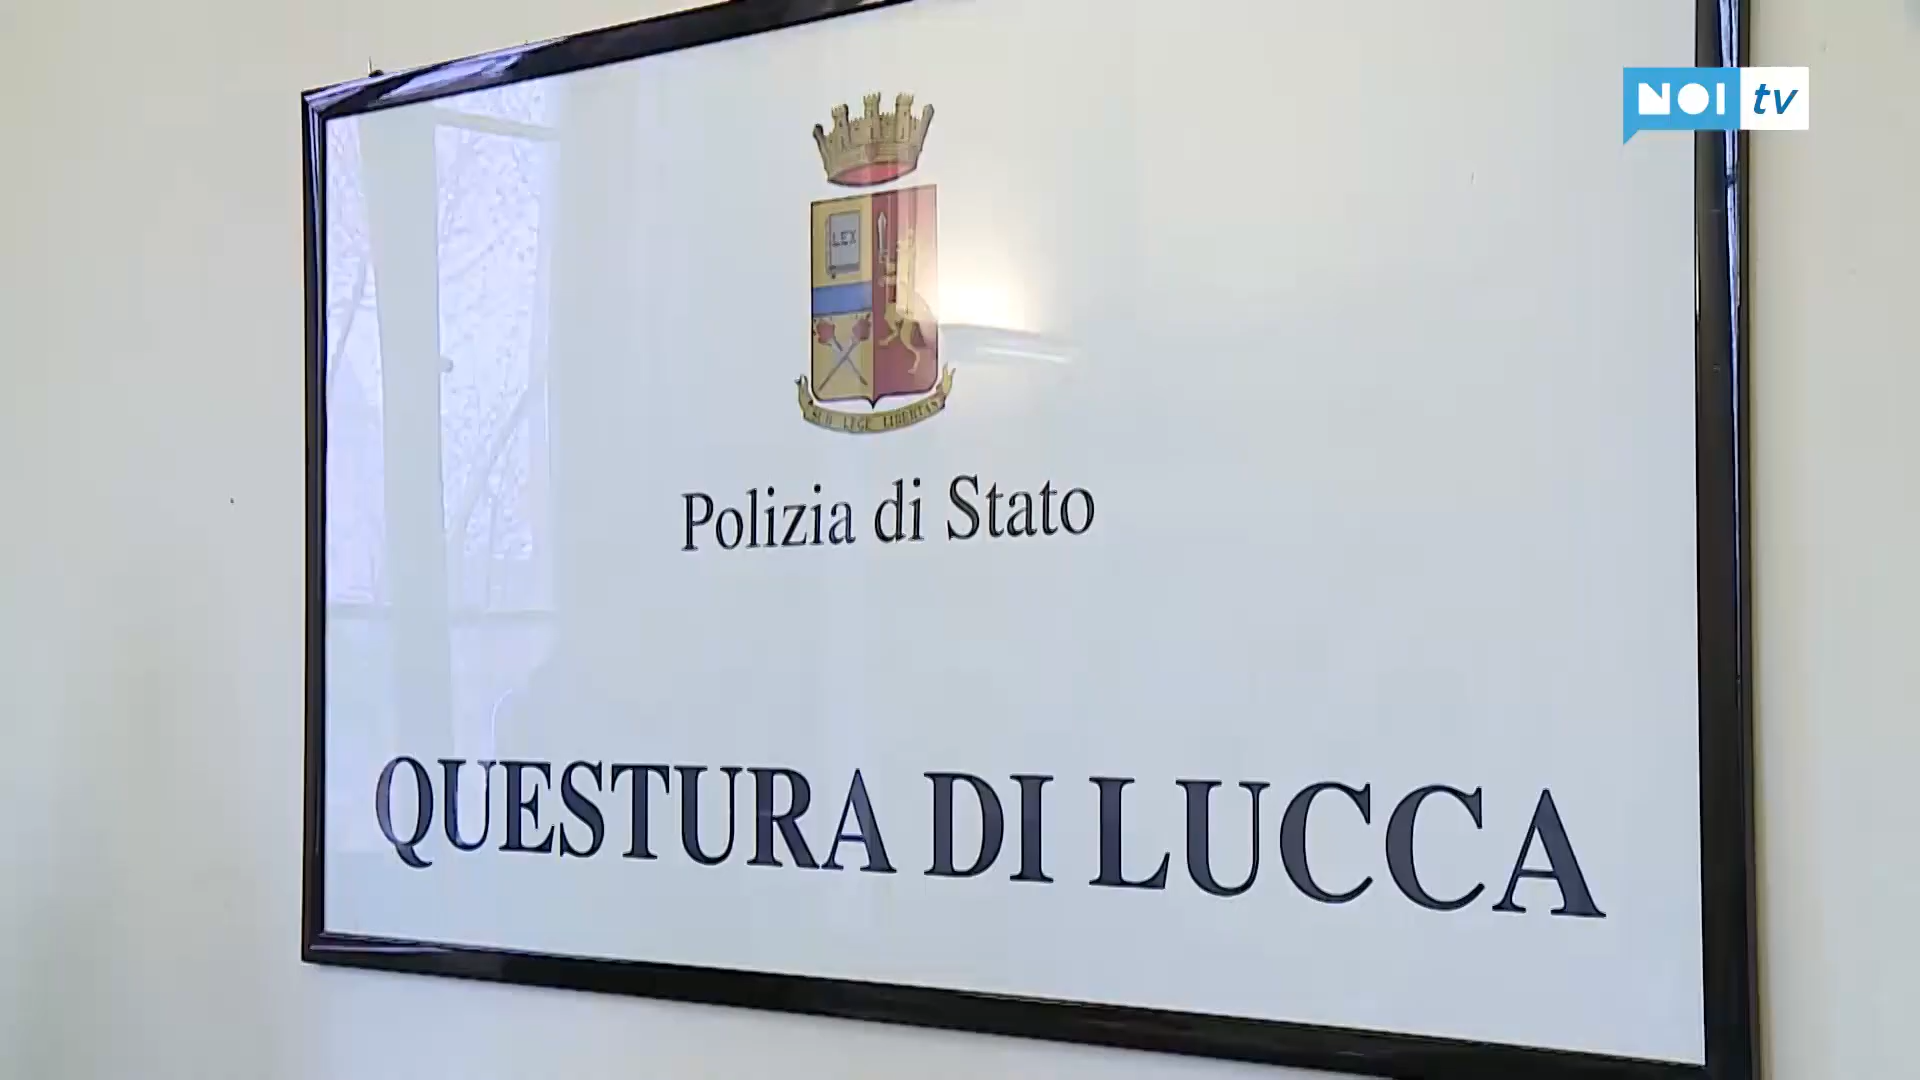 NOI tv
LEX
SUB LEGE LIBERTAS
Polizia di Stato
QUESTURA DI LUCCA